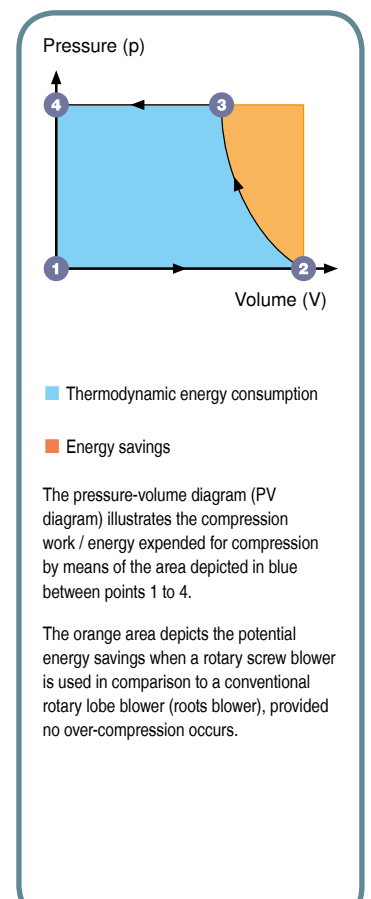 Pressure (p)
4
3
1
2
Volume (V)
Thermodynamic energy consumption
Energy savings
The pressure-volume diagram (PV
diagram) illustrates the compression
work / energy expended for compression
by means of the area depicted in blue
between points 1 to 4.
The orange area depicts the potential
energy savings when a rotary screw blower
is used in comparison to a conventional
rotary lobe blower (roots blower), provided
no over-compression occurs.